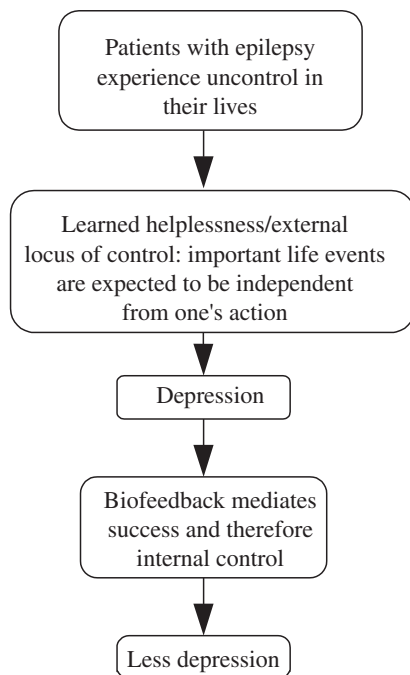 Patients with epilepsy
experience uncontrol in
their lives
Learned helplessness/external
locus of control: important life events
are expected to be independent
from one's action
Depression
Biofeedback mediates
success and therefore
internal control
Less depression